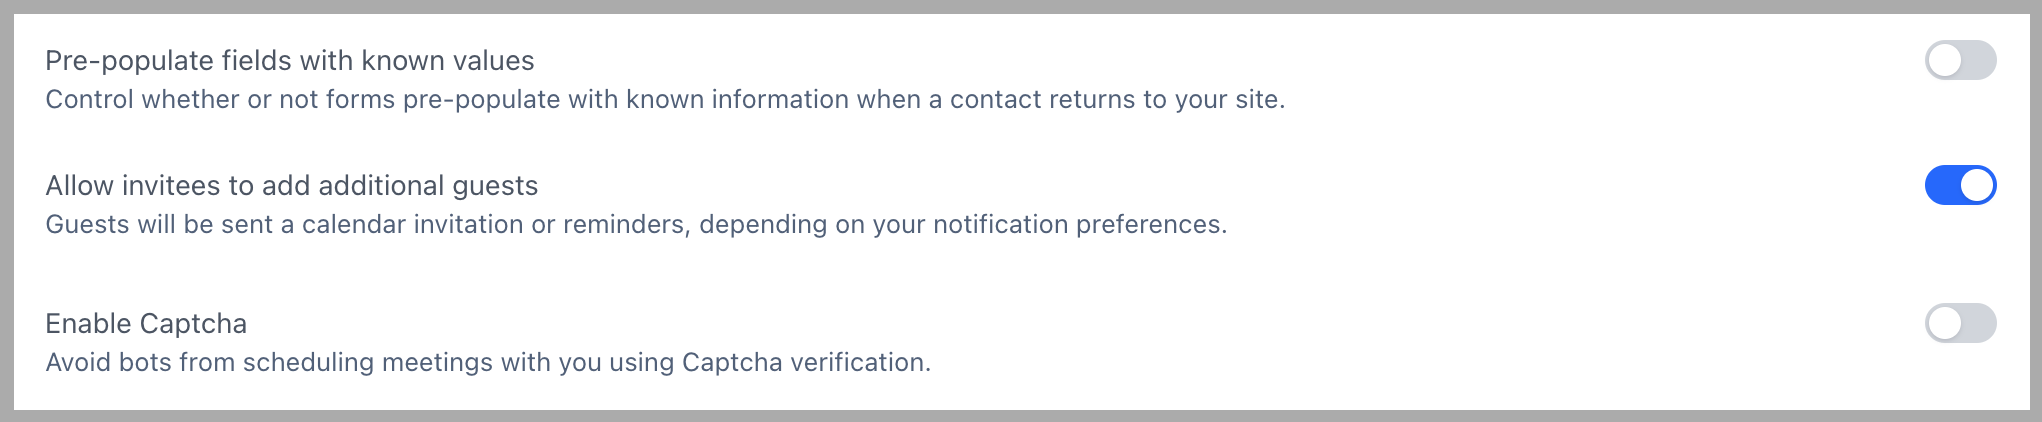 Pre-populate fields with known values
Control whether or not forms pre-populate with known information when a contact returns to your site.
Allow invitees to add additional guests
Guests will be sent a calendar invitation or reminders, depending on your notification preferences.
Enable Captcha
Avoid bots from scheduling meetings with you using Captcha verification.